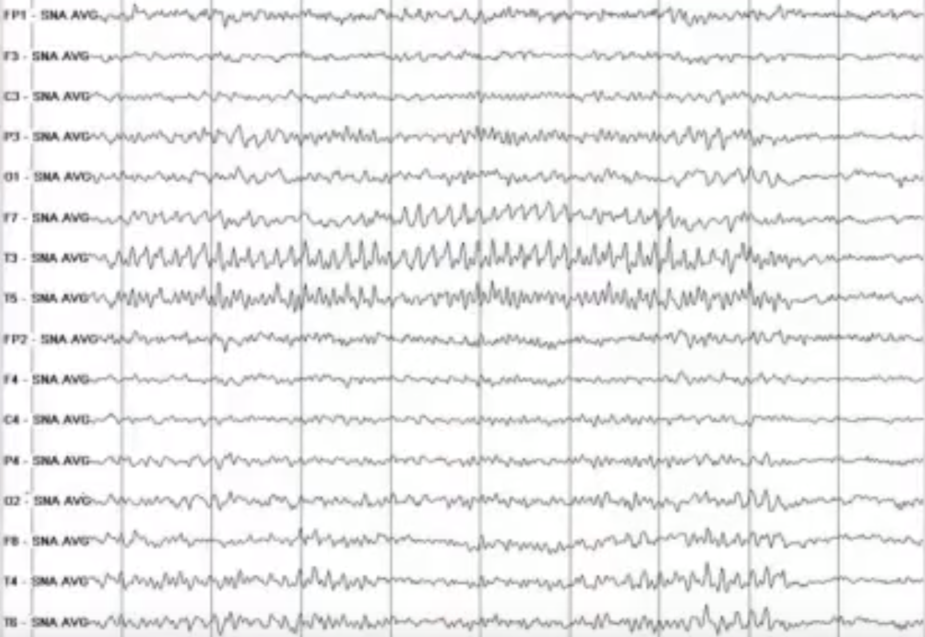 FP1 - SNA AVG
F3 - SNA AVG
C3 - SNA AVG
P3 - SNA AVG
O1 - SNA AVG
F7 - SNA AVG
T3 - SNA AVG
T5 - SNA AVG
FP2 - SNA AVG
F4 - SNA AVG
C4 - SNA AVG
P4 - SNA AVG
O2 - SNA AVG
F8 - SNA AVG
T4 - SNA AVG
T6 - SNA AVG